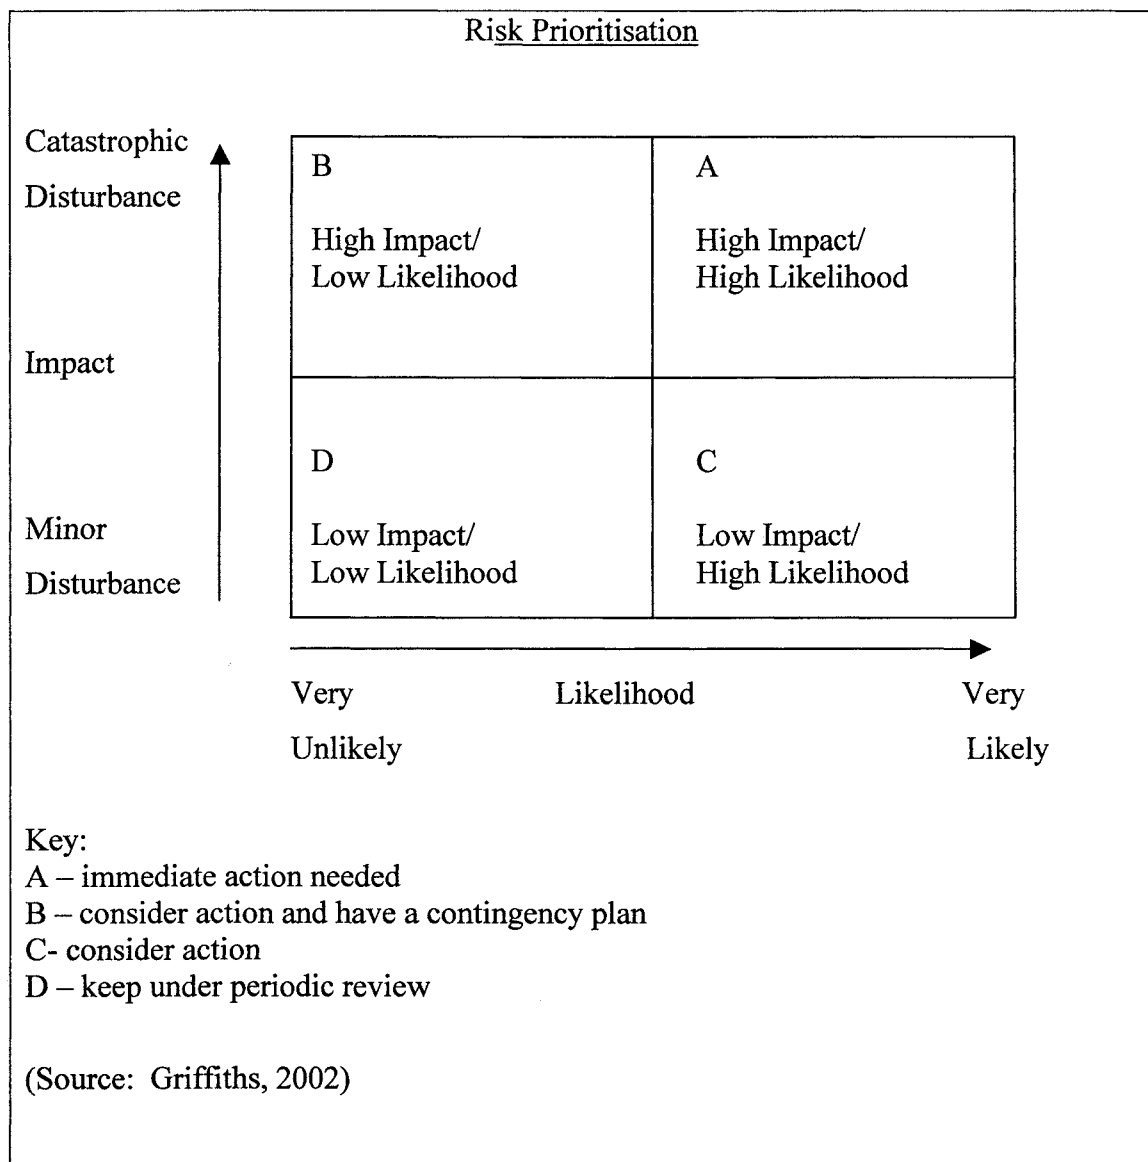 Risk Prioritisation
Catastrophic
Disturbance
Impact
Minor
Disturbance
B
High Impact/
Low Likelihood
A
High Impact/
High Likelihood
D
Low Impact/
Low Likelihood
C
Low Impact/
High Likelihood
Very Likelihood Very
Unlikely Likely
Key:
A – immediate action needed
B – consider action and have a contingency plan
C- consider action
D – keep under periodic review
(Source: Griffiths, 2002)